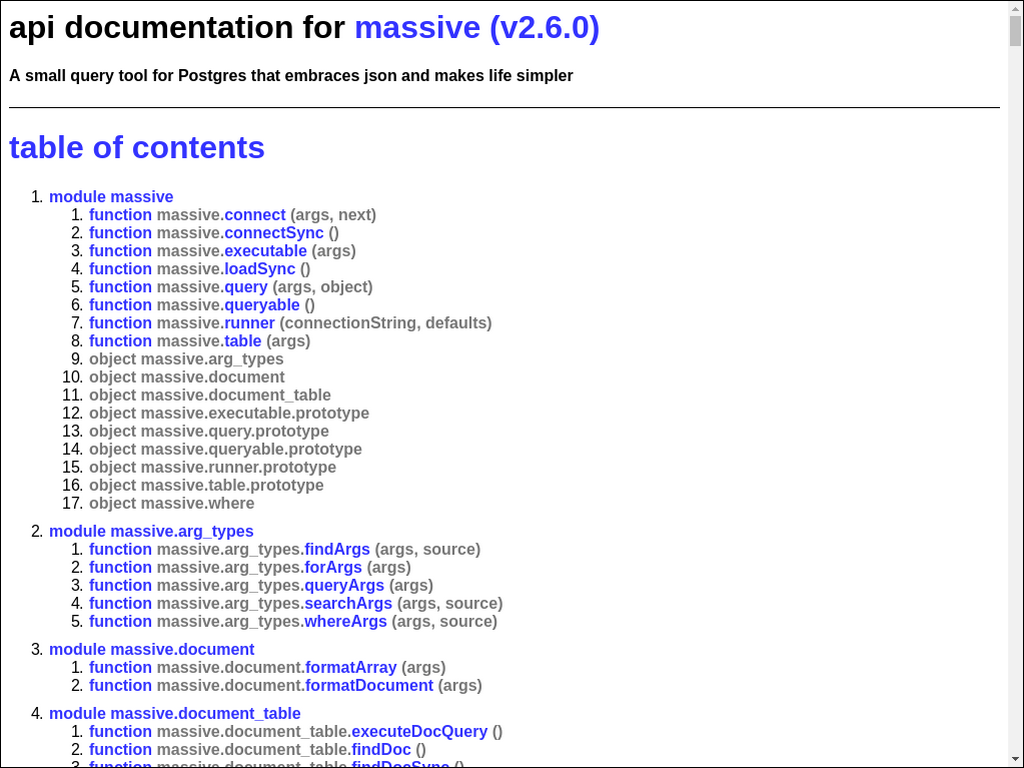 api documentation for massive (v2.6.0)
A small query tool for Postgres that embraces json and makes life simpler
table of contents
1. module massive
1. function massive.connect (args, next)
2. function massive.connectSync ()
3. function massive.executable (args)
4. function massive.loadSync ()
5. function massive.query (args, object)
6. function massive.queryable ()
7. function massive.runner (connectionString, defaults)
8. function massive.table (args)
9. object massive.arg_types
10. object massive.document
11. object massive.document_table
12. object massive.executable.prototype
13. object massive.query.prototype
14. object massive.queryable.prototype
15. object massive.runner.prototype
16. object massive.table.prototype
17. object massive.where
2. module massive.arg_types
1. function massive.arg_types.findArgs (args, source)
2. function massive.arg_types.forArgs (args)
3. function massive.arg_types.queryArgs (args)
4. function massive.arg_types.searchArgs (args, source)
5. function massive.arg_types.whereArgs (args, source)
3. module massive.document
1. function massive.document.formatArray (args)
2. function massive.document.formatDocument (args)
4. module massive.document_table
1. function massive.document_table.executeDocQuery ()
2. function massive.document_table.findDoc ()
3. function massive.document_table.findDocSync ()